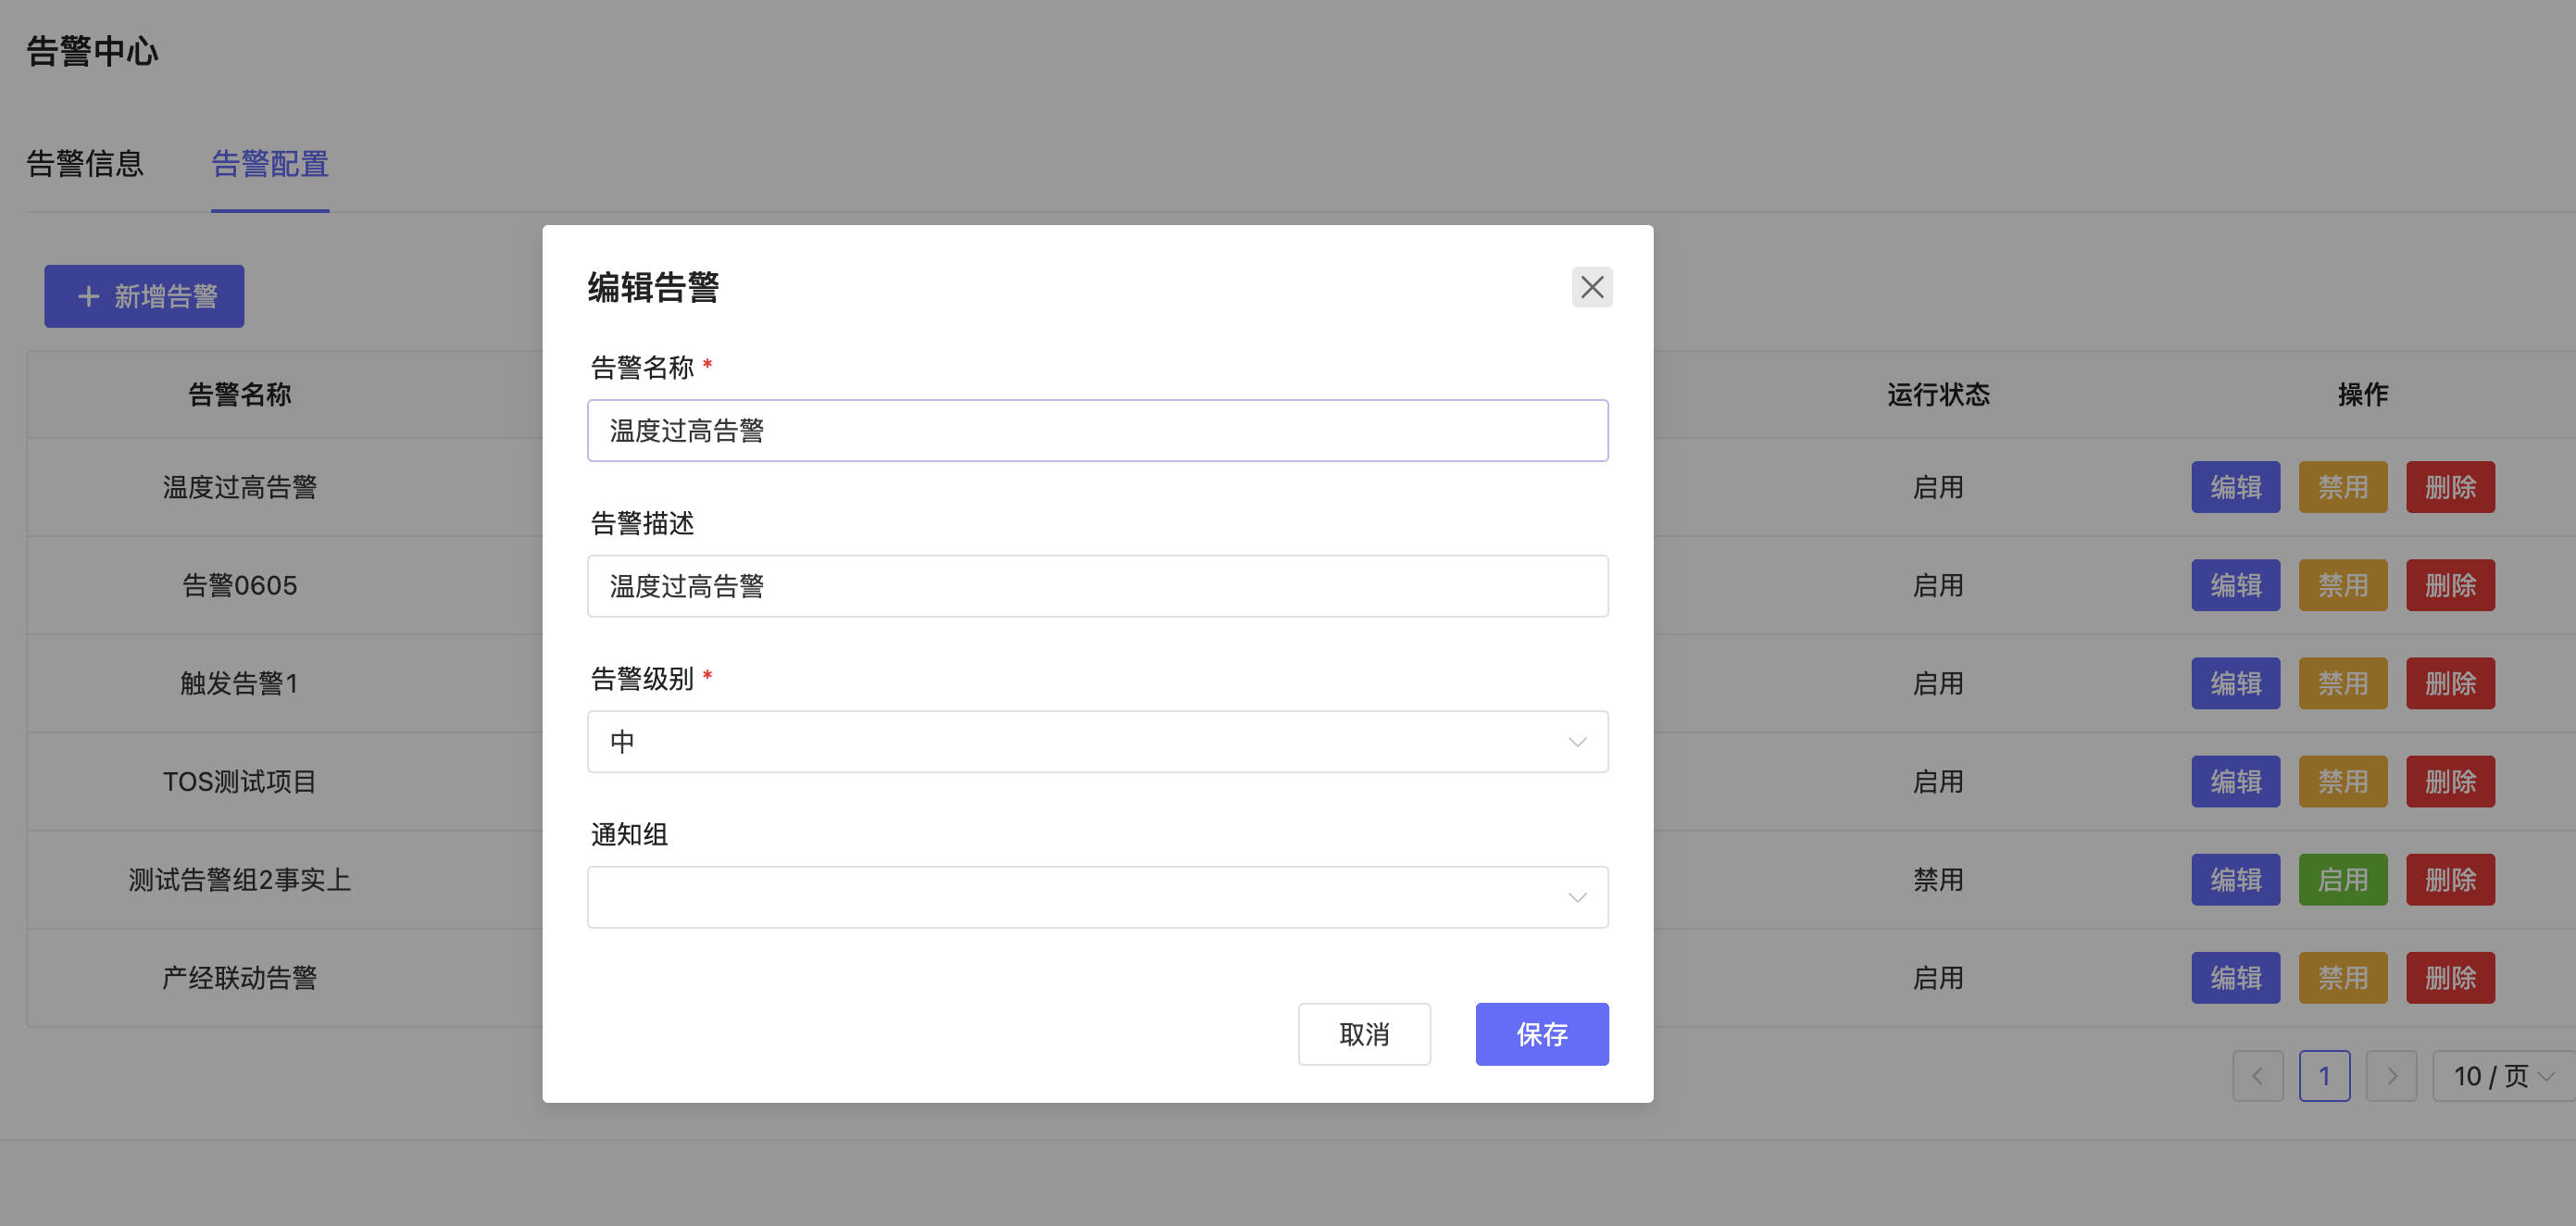 告警中心
告警信息 告警配置
+ 新增告警
告警名称 运行状态 操作
温度过高告警 启用 编辑 禁用 删除
告警0605 启用 编辑 禁用 删除
触发告警1 启用 编辑 禁用 删除
TOS测试项目 启用 编辑 禁用 删除
测试告警组2事实上 禁用 编辑 启用 删除
产经联动告警 启用 编辑 禁用 删除
1 10 / 页
编辑告警
告警名称 *
温度过高告警
告警描述
温度过高告警
告警级别 *
中
通知组
取消 保存